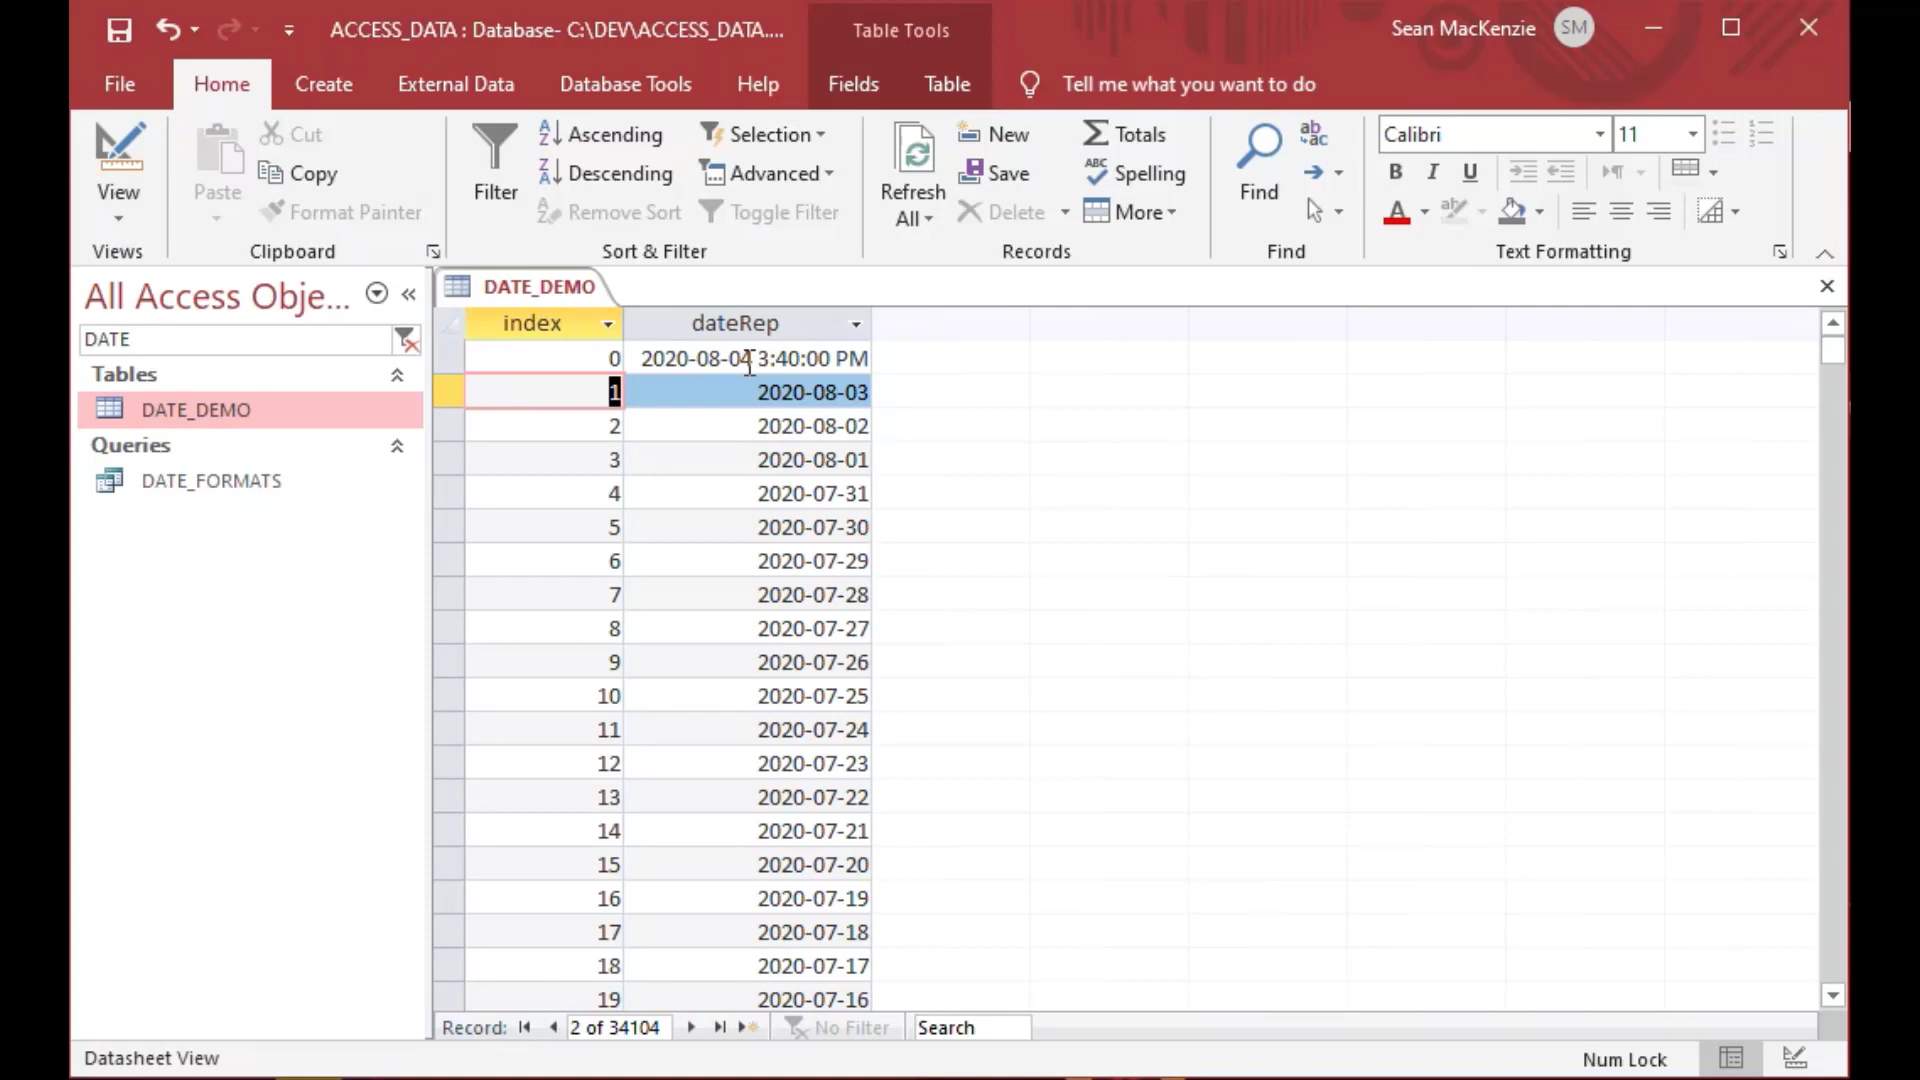 ACCESS_DATA : Database- C:\DEV\ACCESS_DATA....
Table Tools
Sean MacKenzie
SM
File
Home
Create
External Data
Database Tools
Help
Fields
Table
Tell me what you want to do
View
Views
Paste
Cut
Copy
Format Painter
Clipboard
Filter
Ascending
Descending
Remove Sort
Selection
Advanced
Toggle Filter
Sort & Filter
Refresh
All
New
Save
Delete
Totals
Spelling
More
Records
Find
Find
Calibri
11
B I U
Text Formatting
All Access Obje...
DATE
Tables
DATE_DEMO
Queries
DATE_FORMATS
DATE_DEMO
index dateRep
0 2020-08-04 3:40:00 PM
1 2020-08-03
2 2020-08-02
3 2020-08-01
4 2020-07-31
5 2020-07-30
6 2020-07-29
7 2020-07-28
8 2020-07-27
9 2020-07-26
10 2020-07-25
11 2020-07-24
12 2020-07-23
13 2020-07-22
14 2020-07-21
15 2020-07-20
16 2020-07-19
17 2020-07-18
18 2020-07-17
19 2020-07-16
Record: 2 of 34104 No Filter Search
Datasheet View
Num Lock